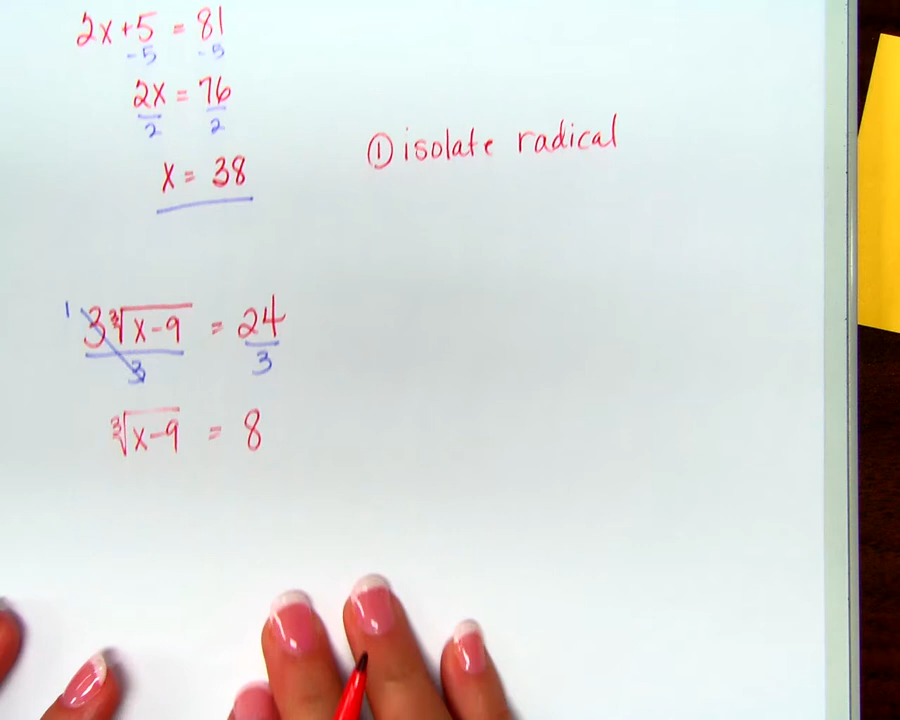 2x + 5 = 81
-5 -5
2x = 76
2 2
① isolate radical
x = 38
1 3∛x-9 = 24
3 3
∛x-9 = 8